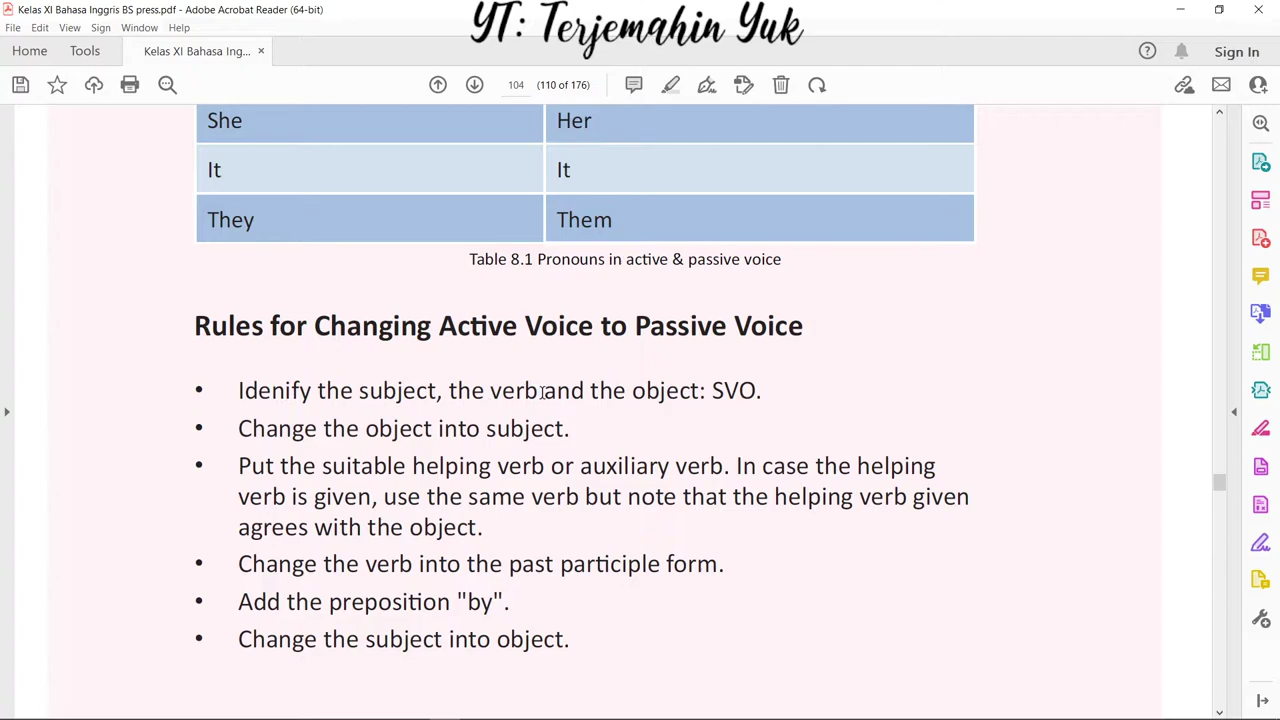 Kelas XI Bahasa Inggris BS press.pdf - Adobe Acrobat Reader (64-bit)
YT: Terjemahin Yuk
File Edit View Sign Window Help
Home Tools Kelas XI Bahasa Ing... × Sign In
104 (110 of 176)
She Her
It It
They Them
Table 8.1 Pronouns in active & passive voice
Rules for Changing Active Voice to Passive Voice
• Idenify the subject, the verb and the object: SVO.
• Change the object into subject.
• Put the suitable helping verb or auxiliary verb. In case the helping
verb is given, use the same verb but note that the helping verb given
agrees with the object.
• Change the verb into the past participle form.
• Add the preposition "by".
• Change the subject into object.